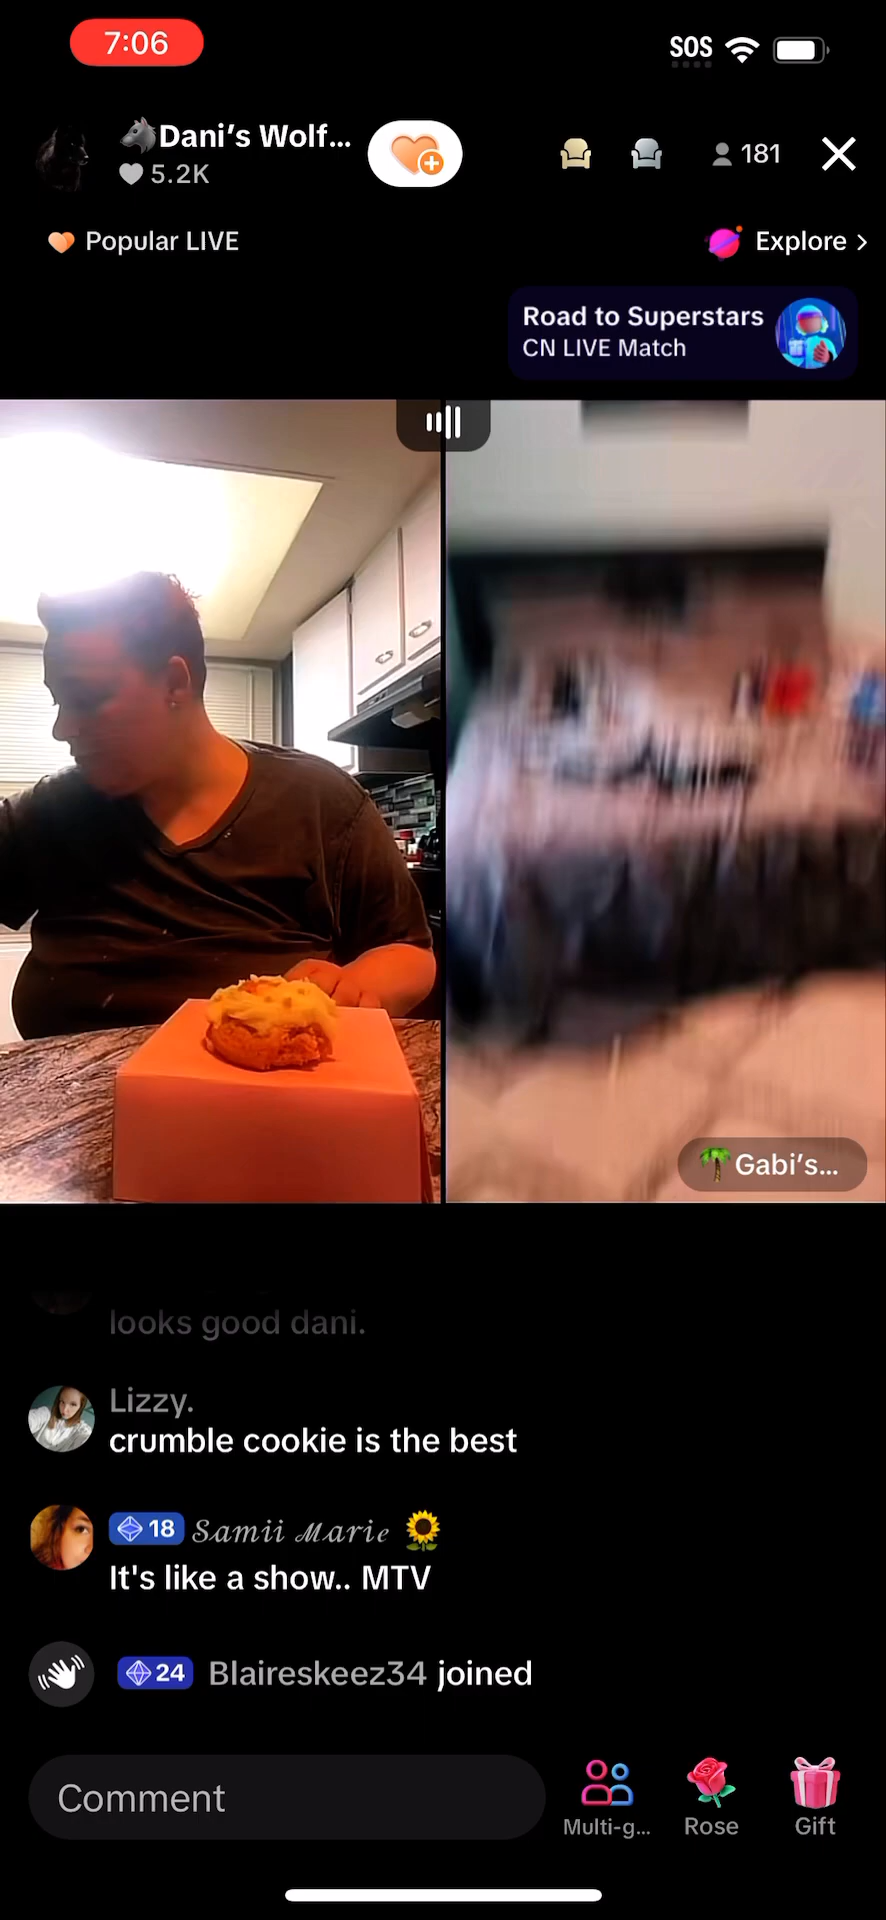 7:06
SOS
🐺Dani's Wolf...
5.2K
181
Popular LIVE
Explore >
Road to Superstars
CN LIVE Match
🌴Gabi's...
looks good dani.
Lizzy.
crumble cookie is the best
18 𝒮𝒶𝓂𝒾𝒾 ℳ𝒶𝓇𝒾ℯ 🌻
It's like a show.. MTV
24 Blaireskeez34 joined
Comment
Multi-g...
Rose
Gift